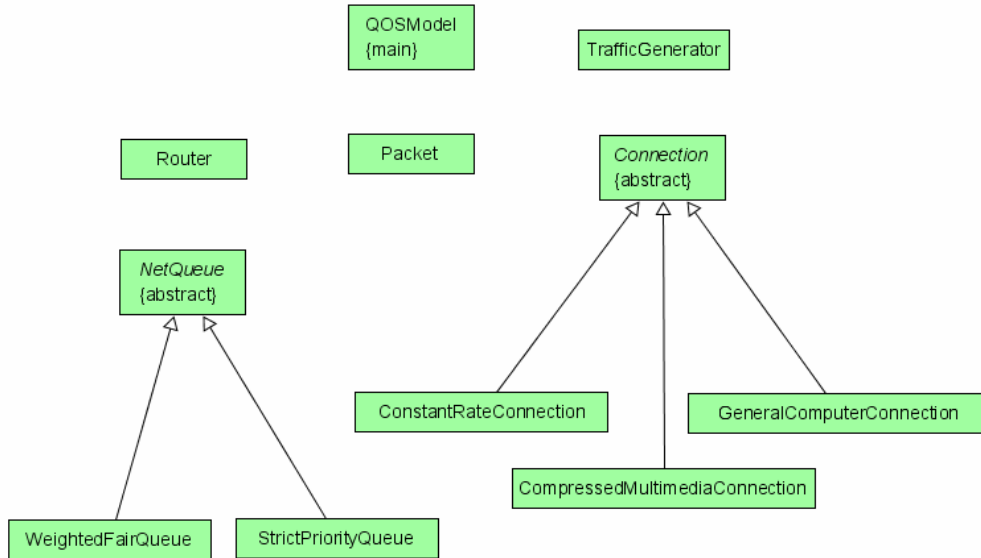 QOSModel
{main}
TrafficGenerator
Router
Packet
Connection
{abstract}
NetQueue
{abstract}
ConstantRateConnection
GeneralComputerConnection
CompressedMultimediaConnection
WeightedFairQueue
StrictPriorityQueue